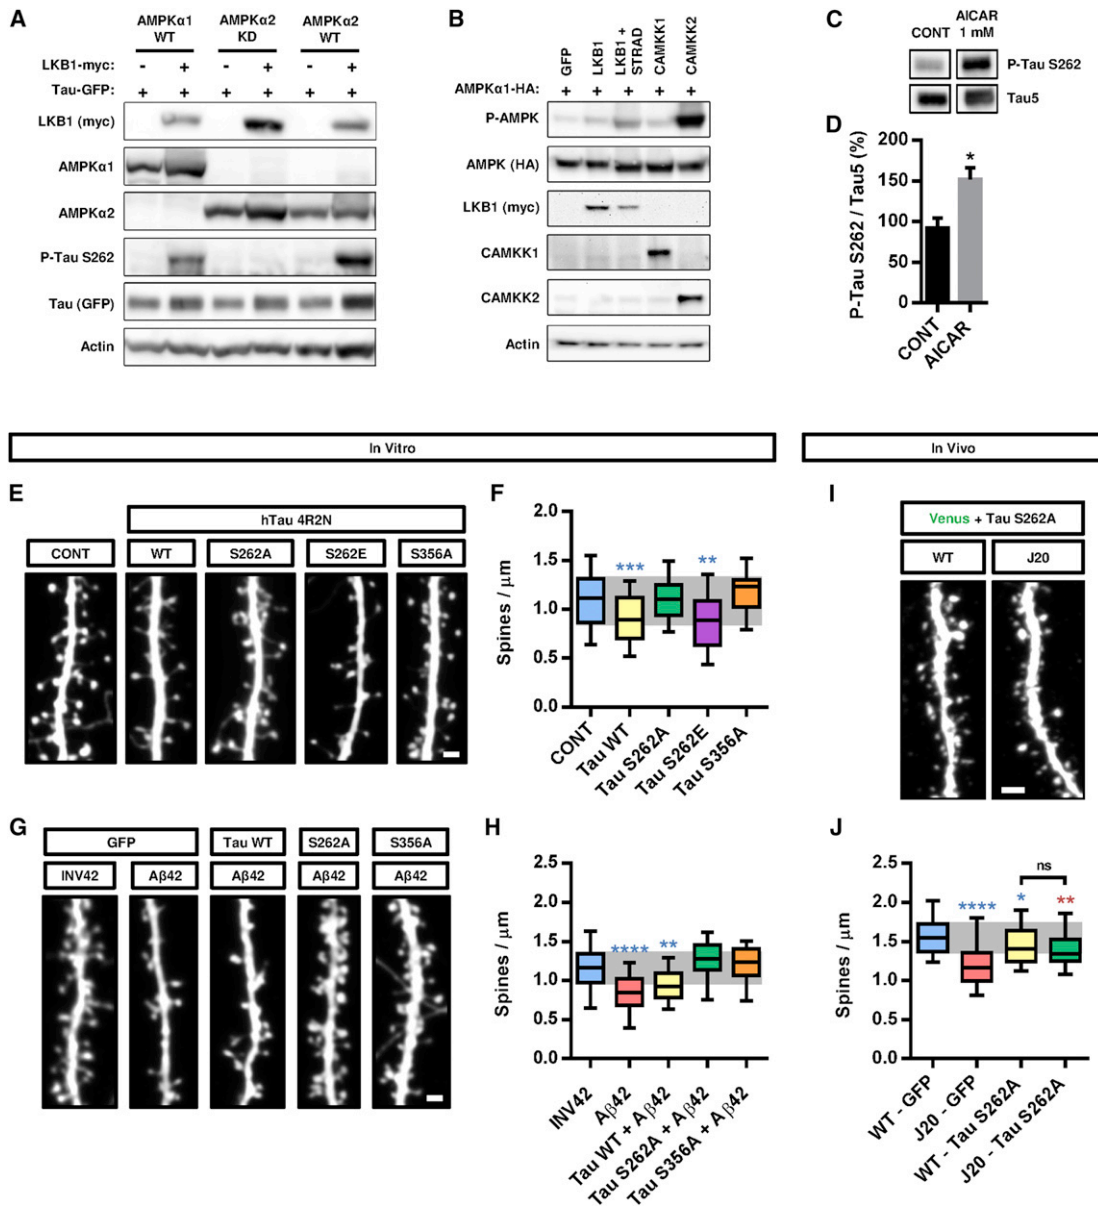 A
AMPKα1 AMPKα2 AMPKα2
WT KD WT
LKB1-myc: - + - + - +
Tau-GFP: + + + + + +
LKB1 (myc)
AMPKα1
AMPKα2
P-Tau S262
Tau (GFP)
Actin
B
GFP
LKB1
LKB1 +
STRAD
CAMKK1
CAMKK2
AMPKα1-HA: + + + + +
P-AMPK
AMPK (HA)
LKB1 (myc)
CAMKK1
CAMKK2
Actin
C
CONT
AICAR
1 mM
P-Tau S262
Tau5
D
P-Tau S262 / Tau5 (%)
200
150
100
50
0
*
CONT
AICAR
In Vitro
In Vivo
E
hTau 4R2N
CONT WT S262A S262E S356A
F
Spines / μm
2.0
1.5
1.0
0.5
0.0
*** **
CONT
Tau WT
Tau S262A
Tau S262E
Tau S356A
I
Venus + Tau S262A
WT J20
G
GFP Tau WT S262A S356A
INV42 Aβ42 Aβ42 Aβ42 Aβ42
H
Spines / μm
2.5
2.0
1.5
1.0
0.5
0.0
**** **
INV42
Aβ42
Tau WT + Aβ42
Tau S262A + Aβ42
Tau S356A + Aβ42
J
Spines / μm
2.5
2.0
1.5
1.0
0.5
0.0
ns
**** * **
WT - GFP
J20 - GFP
WT - Tau S262A
J20 - Tau S262A